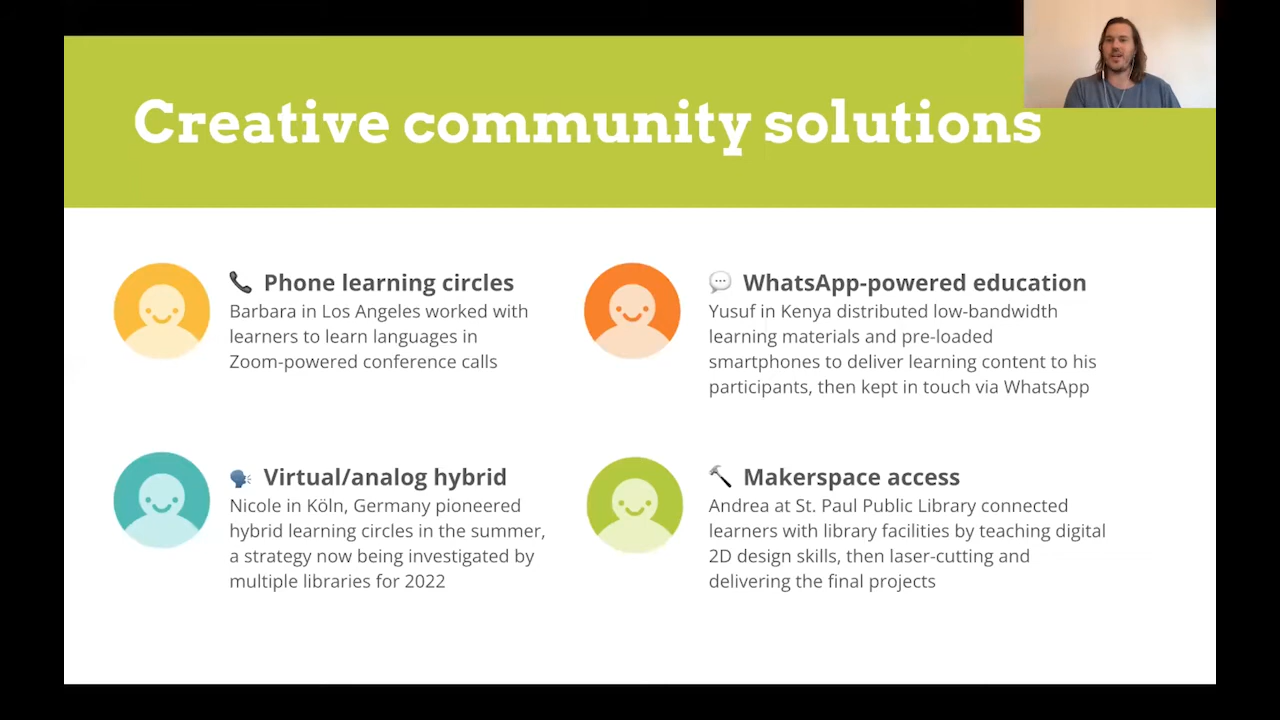 Creative community solutions
Phone learning circles
Barbara in Los Angeles worked with
learners to learn languages in
Zoom-powered conference calls
WhatsApp-powered education
Yusuf in Kenya distributed low-bandwidth
learning materials and pre-loaded
smartphones to deliver learning content to his
participants, then kept in touch via WhatsApp
Virtual/analog hybrid
Nicole in Köln, Germany pioneered
hybrid learning circles in the summer,
a strategy now being investigated by
multiple libraries for 2022
Makerspace access
Andrea at St. Paul Public Library connected
learners with library facilities by teaching digital
2D design skills, then laser-cutting and
delivering the final projects